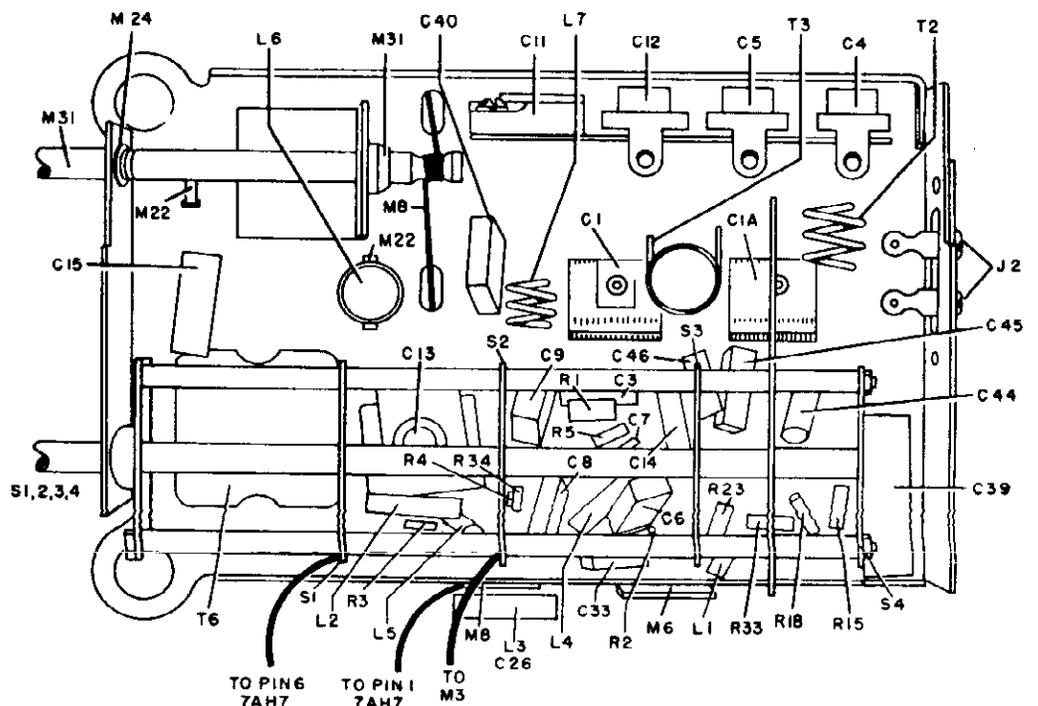 M24
L6
M31
C40
L7
C11
C12
T3
C5
C4
T2
M31
M22
M8
C15
M22
C1
C1A
J2
C45
S2
C13
C9
C46
S3
R1
C3
C44
R5
C7
R4
R34
C8
C14
S1,2,3,4
R23
C6
C39
S1
L2
R3
L5
M8
L3
C26
L4
C33
R2
M6
L1
R33
R18
R15
S4
T6
TO PIN 6
7AH7
TO PIN 1
7AH7
TO
M3